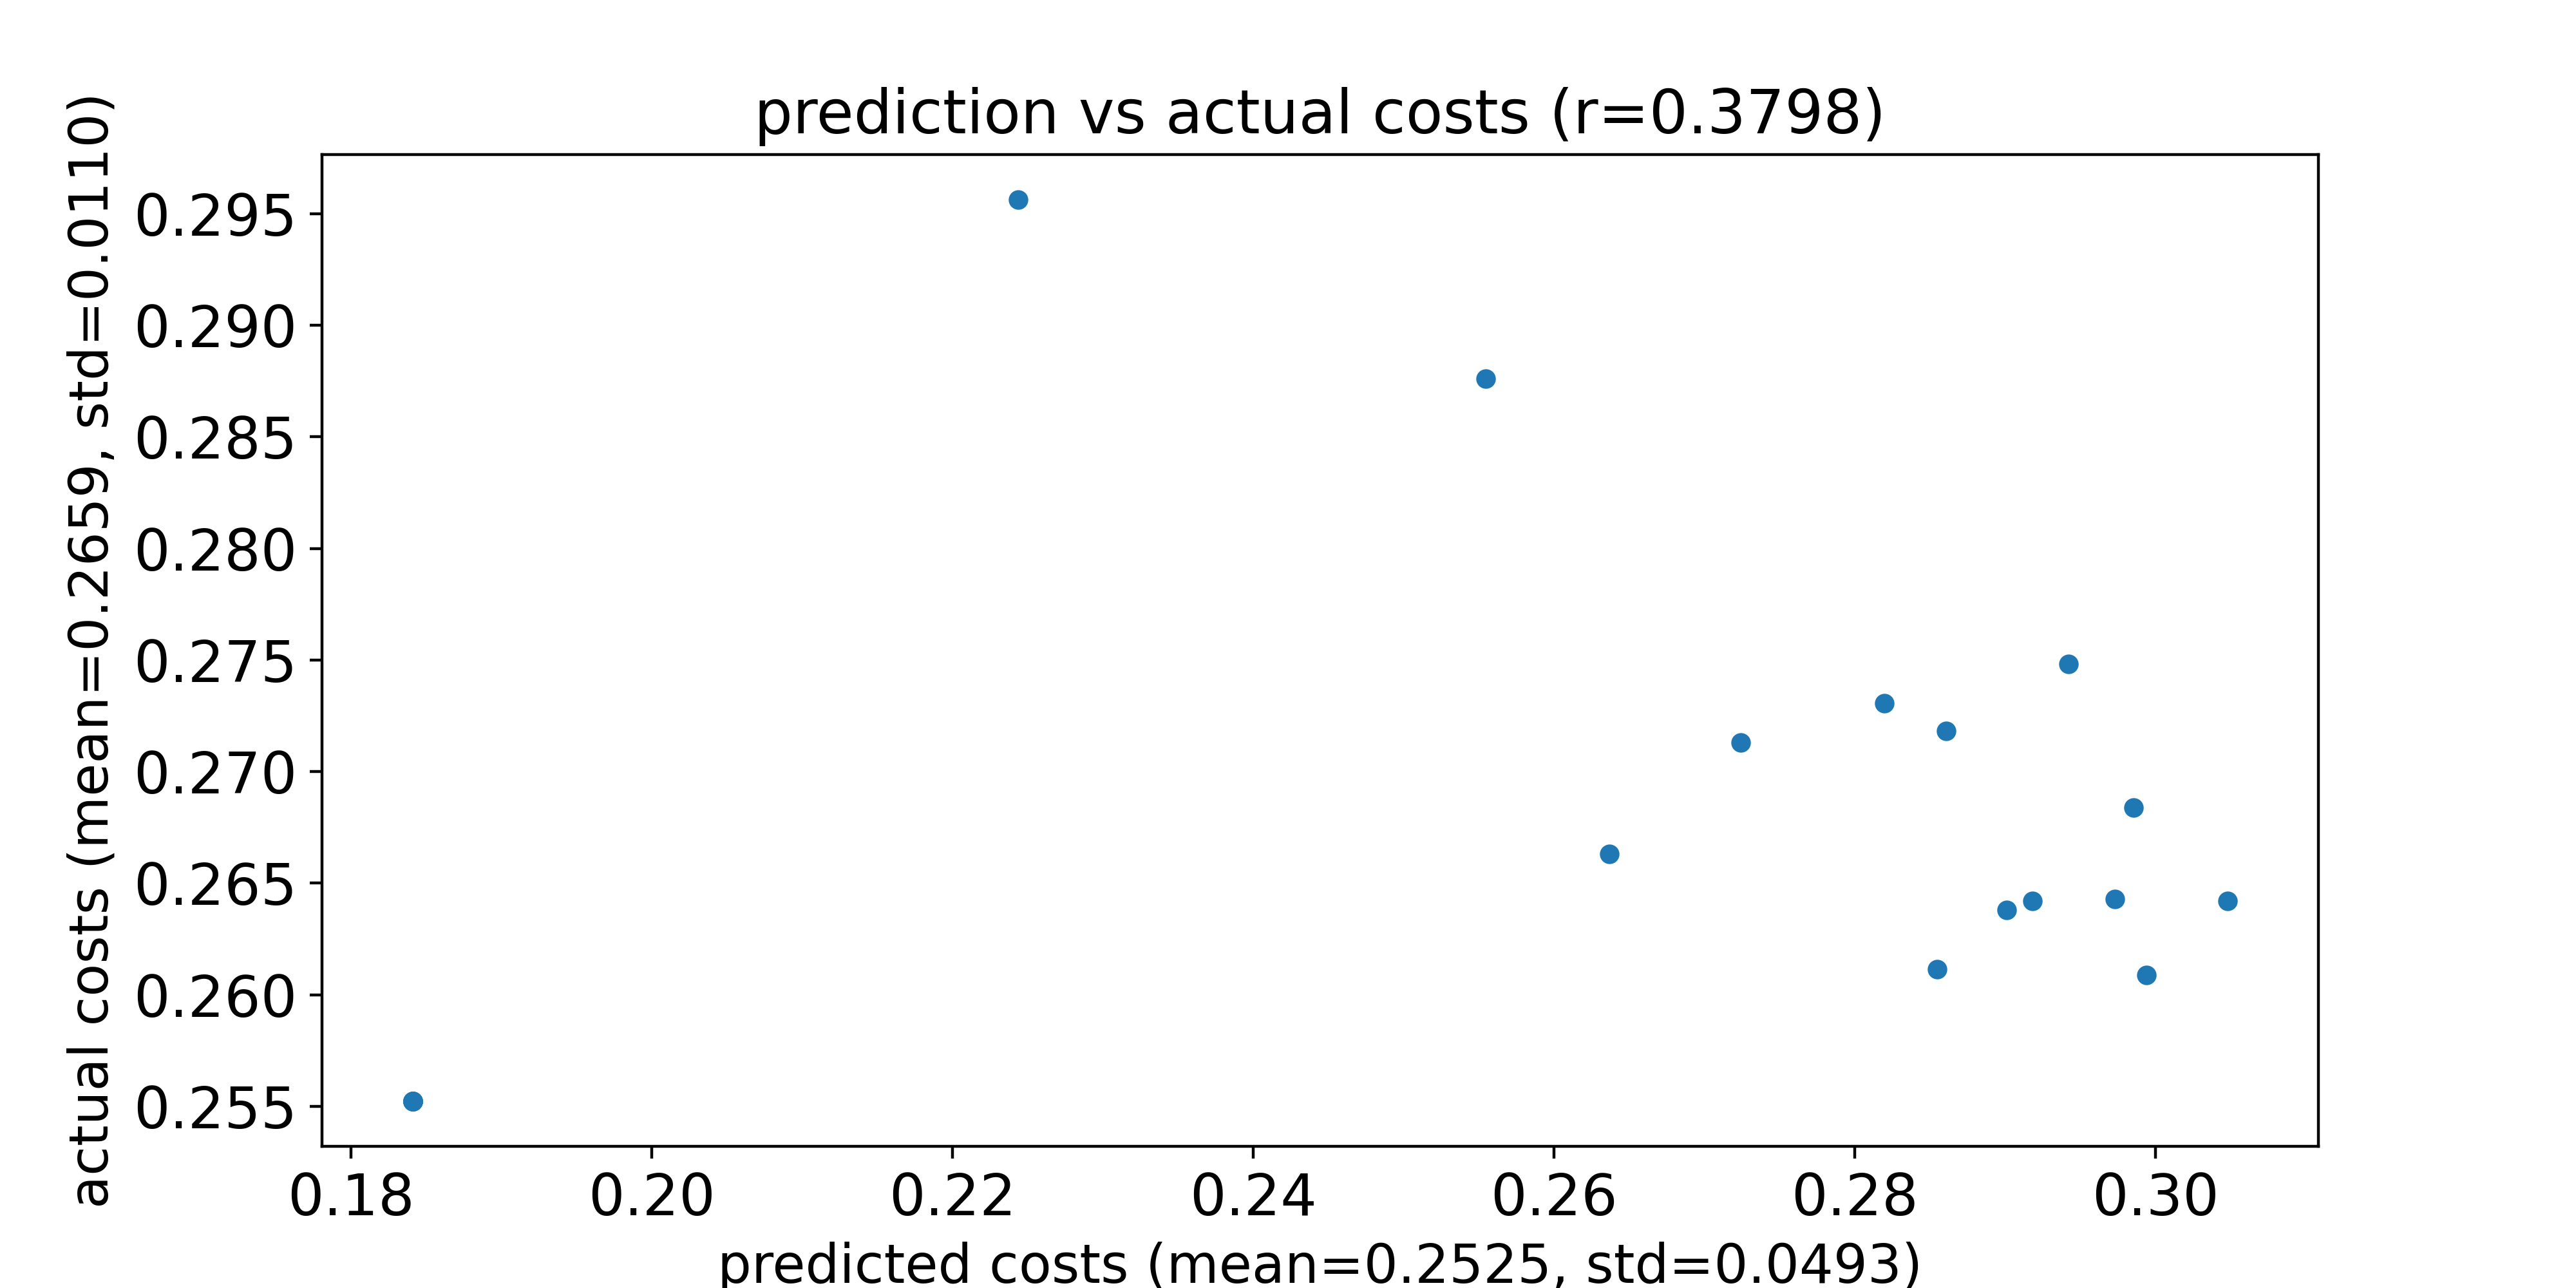 prediction vs actual costs (r=0.3798)
actual costs (mean=0.2659, std=0.0110)
0.295
0.290
0.285
0.280
0.275
0.270
0.265
0.260
0.255
0.18 0.20 0.22 0.24 0.26 0.28 0.30
predicted costs (mean=0.2525, std=0.0493)